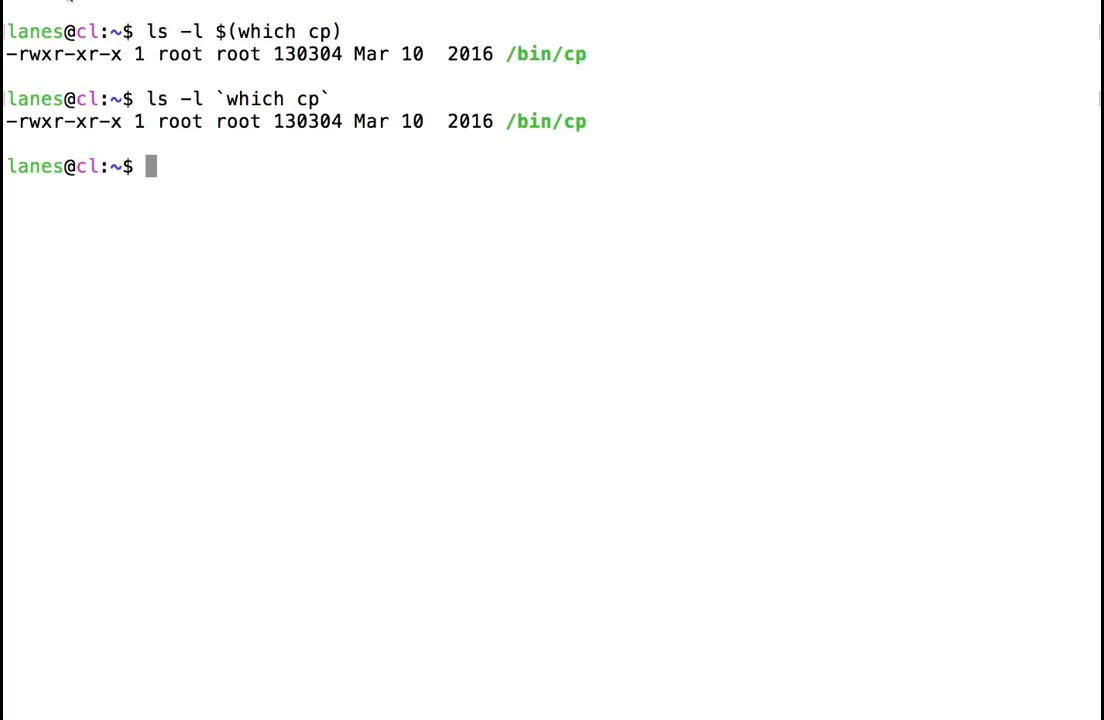 lanes@cl:~$ ls -l $(which cp)
-rwxr-xr-x 1 root root 130304 Mar 10  2016 /bin/cp
lanes@cl:~$ ls -l `which cp`
-rwxr-xr-x 1 root root 130304 Mar 10  2016 /bin/cp
lanes@cl:~$